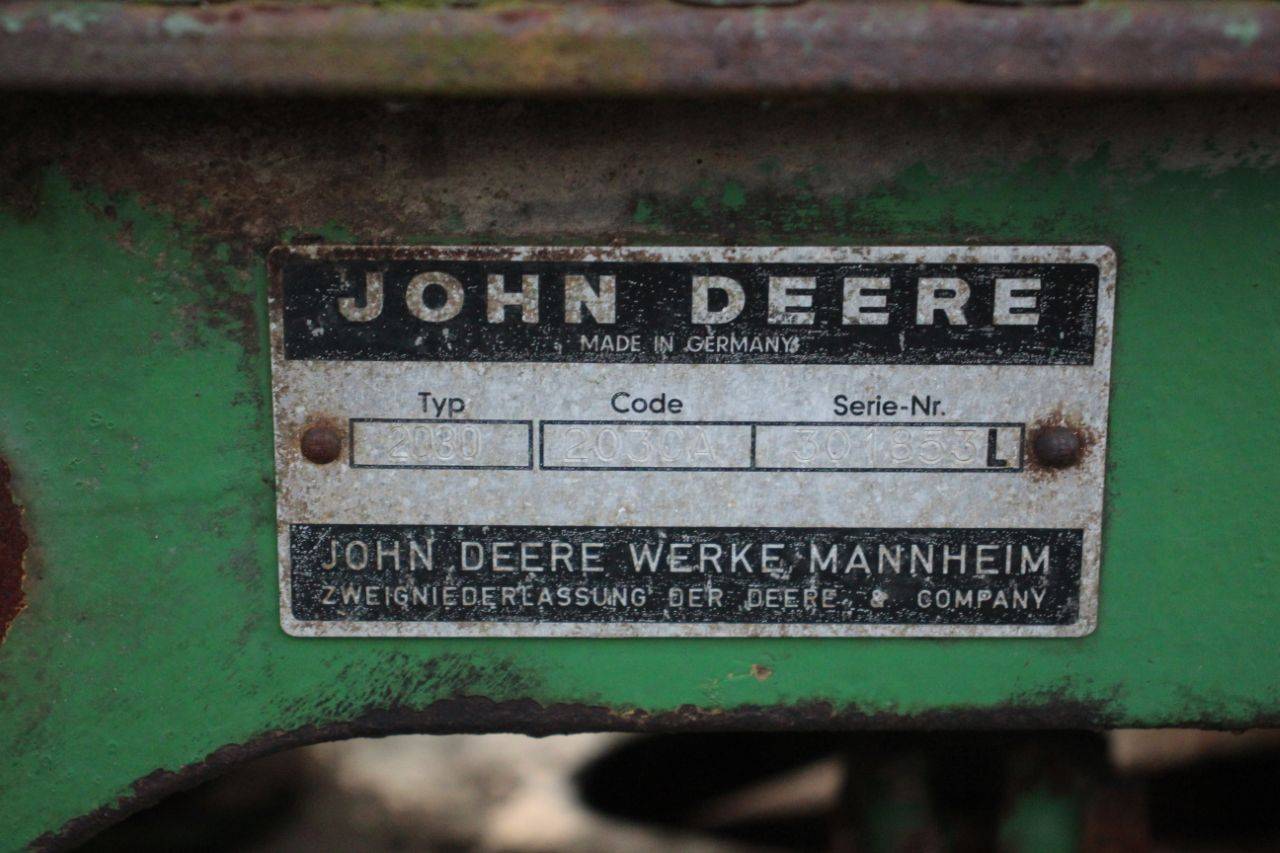 JOHN DEERE
MADE IN GERMANY
Typ Code Serie-Nr.
2030 2030A 301853L
JOHN DEERE WERKE MANNHEIM
ZWEIGNIEDERLASSUNG DER DEERE & COMPANY